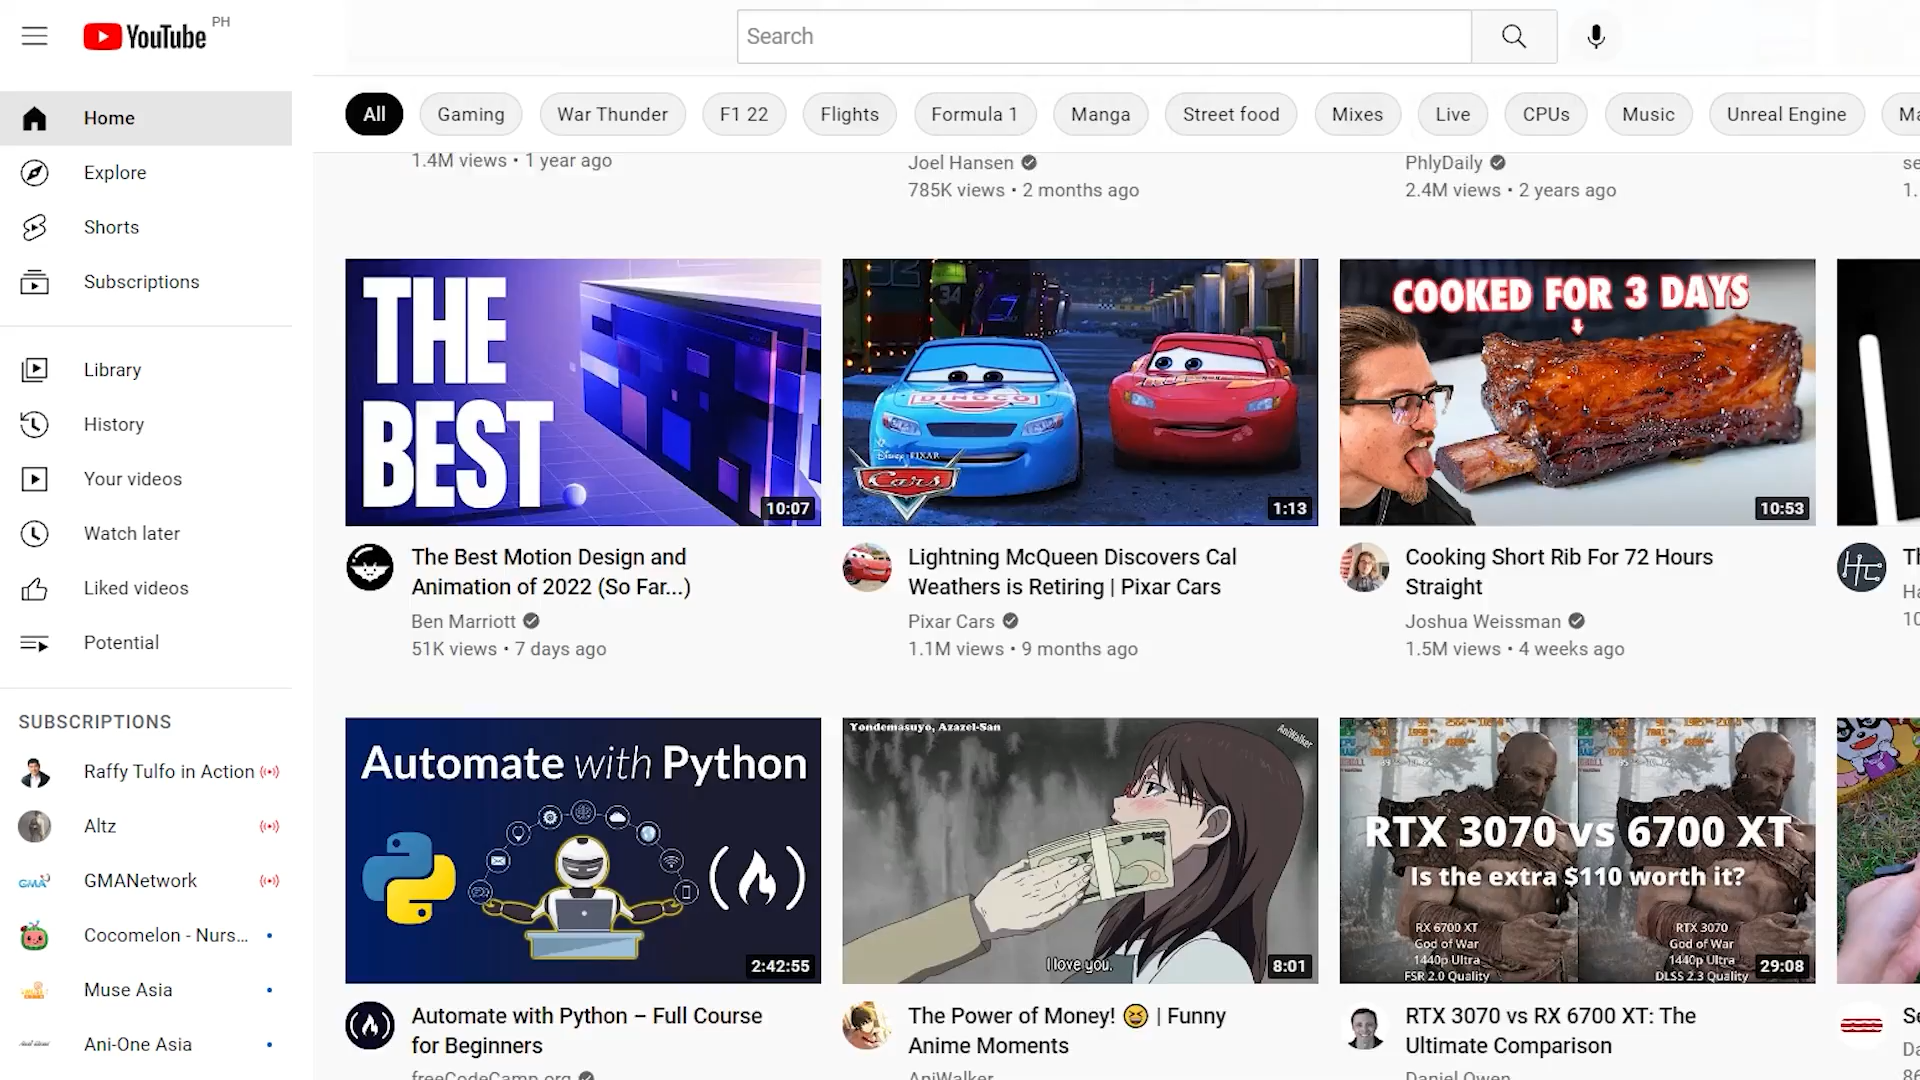 YouTube PH
Search
All
Gaming
War Thunder
F1 22
Flights
Formula 1
Manga
Street food
Mixes
Live
CPUs
Music
Unreal Engine
Home
Explore
Shorts
Subscriptions
Library
History
Your videos
Watch later
Liked videos
Potential
SUBSCRIPTIONS
Raffy Tulfo in Action
Altz
GMANetwork
Cocomelon - Nurs...
Muse Asia
Ani-One Asia
1.4M views • 1 year ago
Joel Hansen
785K views • 2 months ago
PhlyDaily
2.4M views • 2 years ago
THE
BEST
10:07
The Best Motion Design and
Animation of 2022 (So Far...)
Ben Marriott
51K views • 7 days ago
34
DINOCO
Disney PIXAR
Cars
1:13
Lightning McQueen Discovers Cal
Weathers is Retiring | Pixar Cars
Pixar Cars
1.1M views • 9 months ago
COOKED FOR 3 DAYS
10:53
Cooking Short Rib For 72 Hours
Straight
Joshua Weissman
1.5M views • 4 weeks ago
Automate with Python
2:42:55
Automate with Python – Full Course
for Beginners
freeCodeCamp.org
Yondemasuyo, Azazel-San
AniWalker
I love you.
8:01
The Power of Money! 😆 | Funny
Anime Moments
AniWalker
RTX 3070 vs 6700 XT
Is the extra $110 worth it?
RX 6700 XT
God of War
1440p Ultra
FSR 2.0 Quality
RTX 3070
God of War
1440p Ultra
DLSS 2.3 Quality
29:08
RTX 3070 vs RX 6700 XT: The
Ultimate Comparison
Daniel Owen